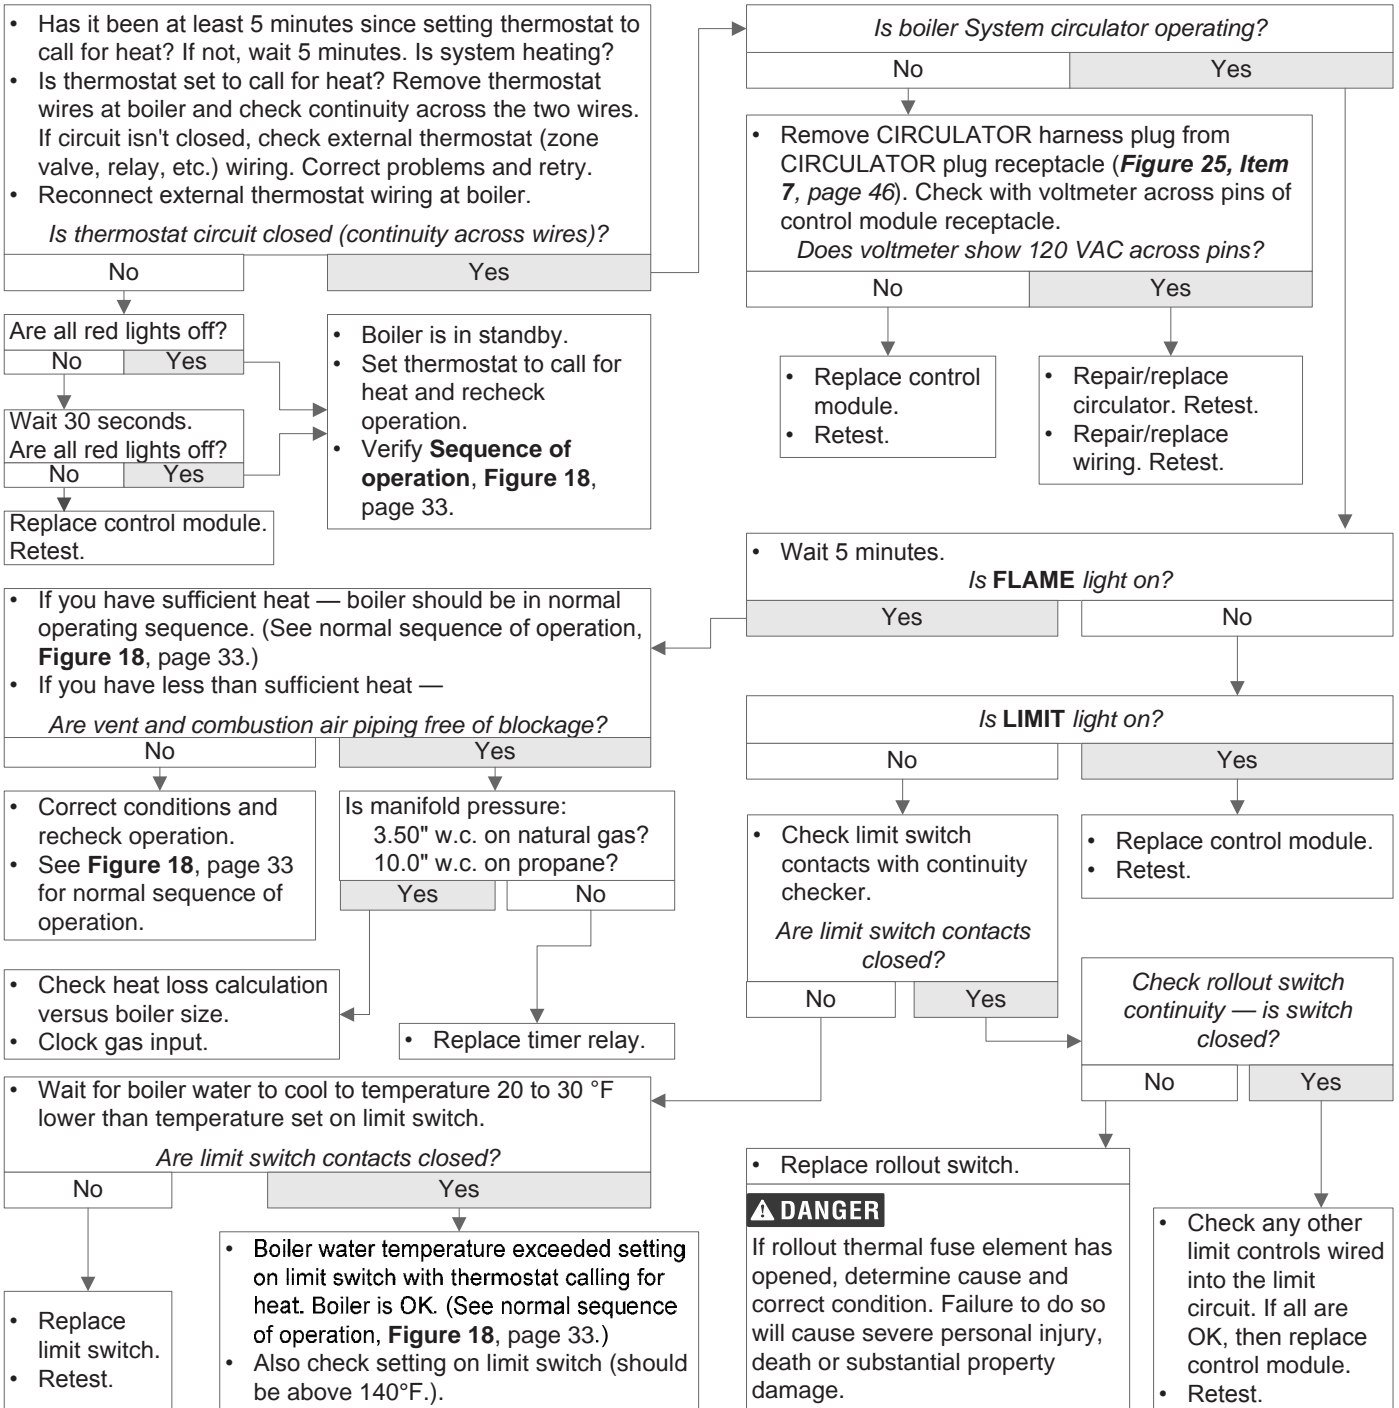 • Has it been at least 5 minutes since setting thermostat to
call for heat? If not, wait 5 minutes. Is system heating?
• Is thermostat set to call for heat? Remove thermostat
wires at boiler and check continuity across the two wires.
If circuit isn't closed, check external thermostat (zone
valve, relay, etc.) wiring. Correct problems and retry.
• Reconnect external thermostat wiring at boiler.
Is thermostat circuit closed (continuity across wires)?
No
Yes
Are all red lights off?
No
Yes
Wait 30 seconds.
Are all red lights off?
No
Yes
Replace control module.
Retest.
• Boiler is in standby.
• Set thermostat to call for
heat and recheck
operation.
• Verify Sequence of
operation, Figure 18,
page 33.
Is boiler System circulator operating?
No
Yes
• Remove CIRCULATOR harness plug from
CIRCULATOR plug receptacle (Figure 25, Item
7, page 46). Check with voltmeter across pins of
control module receptacle.
Does voltmeter show 120 VAC across pins?
No
Yes
• Replace control
module.
• Retest.
• Repair/replace
circulator. Retest.
• Repair/replace
wiring. Retest.
• Wait 5 minutes.
Is FLAME light on?
Yes
No
• If you have sufficient heat — boiler should be in normal
operating sequence. (See normal sequence of operation,
Figure 18, page 33.)
• If you have less than sufficient heat —
Are vent and combustion air piping free of blockage?
No
Yes
• Correct conditions and
recheck operation.
• See Figure 18, page 33
for normal sequence of
operation.
Is manifold pressure:
3.50" w.c. on natural gas?
10.0" w.c. on propane?
Yes
No
• Check heat loss calculation
versus boiler size.
• Clock gas input.
• Replace timer relay.
Is LIMIT light on?
No
Yes
• Check limit switch
contacts with continuity
checker.
Are limit switch contacts
closed?
No
Yes
• Replace control module.
• Retest.
Check rollout switch
continuity — is switch
closed?
No
Yes
• Wait for boiler water to cool to temperature 20 to 30 °F
lower than temperature set on limit switch.
Are limit switch contacts closed?
No
Yes
• Replace
limit switch.
• Retest.
• Boiler water temperature exceeded setting
on limit switch with thermostat calling for
heat. Boiler is OK. (See normal sequence
of operation, Figure 18, page 33.)
• Also check setting on limit switch (should
be above 140°F.).
• Replace rollout switch.
DANGER
If rollout thermal fuse element has
opened, determine cause and
correct condition. Failure to do so
will cause severe personal injury,
death or substantial property
damage.
• Check any other
limit controls wired
into the limit
circuit. If all are
OK, then replace
control module.
• Retest.